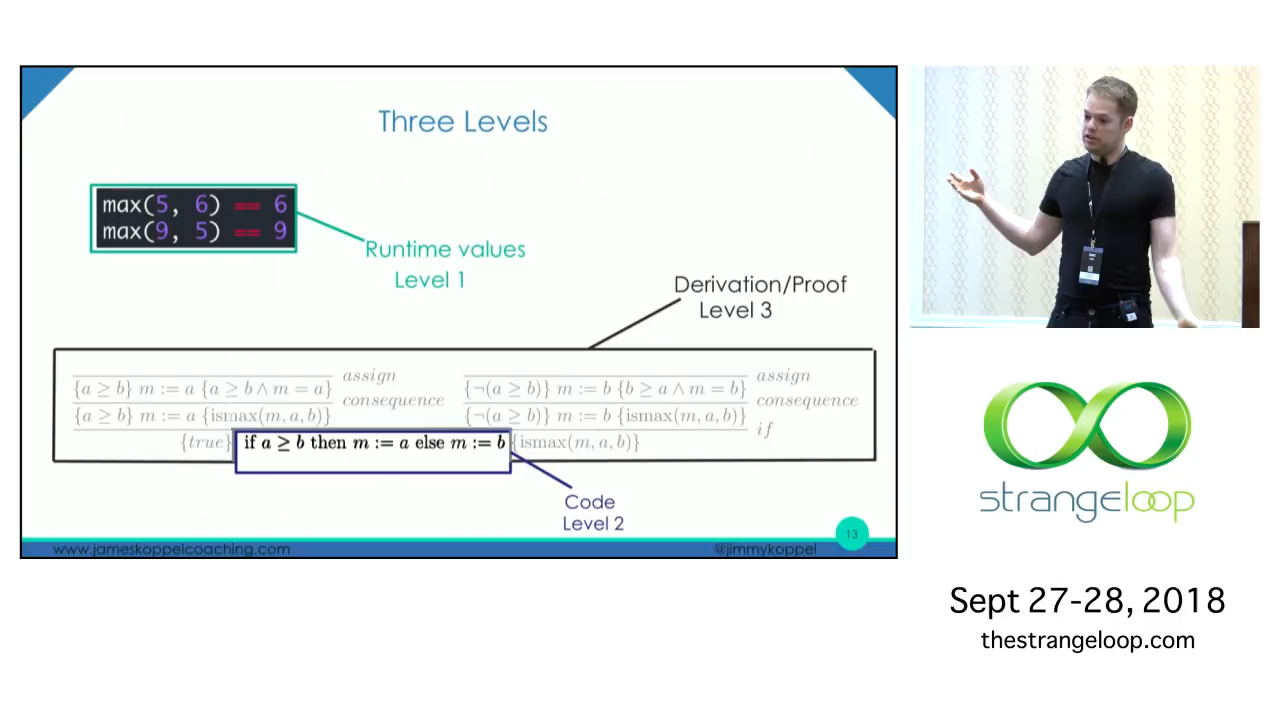 Three Levels
max(5, 6) == 6
max(9, 5) == 9
Runtime values
Level 1
Derivation/Proof
Level 3
{a ≥ b} m := a {a ≥ b ∧ m = a} assign
{a ≥ b} m := a {ismax(m, a, b)} consequence
{¬(a ≥ b)} m := b {b ≥ a ∧ m = b} assign
{¬(a ≥ b)} m := b {ismax(m, a, b)} consequence
if
{true} if a ≥ b then m := a else m := b {ismax(m, a, b)}
Code
Level 2
www.jameskoppelcoaching.com
@jimmykoppel
13
strangeloop
Sept 27-28, 2018
thestrangeloop.com